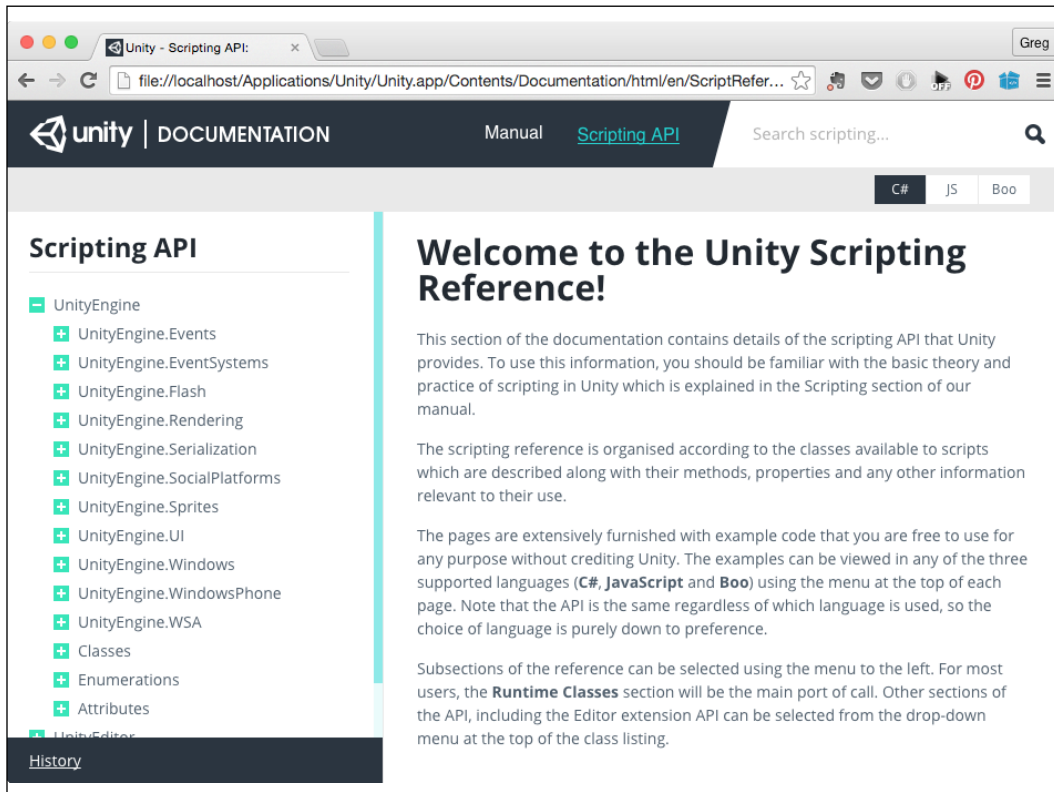 Unity - Scripting API:
Greg
file://localhost/Applications/Unity/Unity.app/Contents/Documentation/html/en/ScriptRefer...
OFF
unity | DOCUMENTATION
Manual
Scripting API
Search scripting...
C#
JS
Boo
Scripting API
UnityEngine
UnityEngine.Events
UnityEngine.EventSystems
UnityEngine.Flash
UnityEngine.Rendering
UnityEngine.Serialization
UnityEngine.SocialPlatforms
UnityEngine.Sprites
UnityEngine.UI
UnityEngine.Windows
UnityEngine.WindowsPhone
UnityEngine.WSA
Classes
Enumerations
Attributes
UnityEditor
History
Welcome to the Unity Scripting
Reference!
This section of the documentation contains details of the scripting API that Unity
provides. To use this information, you should be familiar with the basic theory and
practice of scripting in Unity which is explained in the Scripting section of our
manual.
The scripting reference is organised according to the classes available to scripts
which are described along with their methods, properties and any other information
relevant to their use.
The pages are extensively furnished with example code that you are free to use for
any purpose without crediting Unity. The examples can be viewed in any of the three
supported languages (C#, JavaScript and Boo) using the menu at the top of each
page. Note that the API is the same regardless of which language is used, so the
choice of language is purely down to preference.
Subsections of the reference can be selected using the menu to the left. For most
users, the Runtime Classes section will be the main port of call. Other sections of
the API, including the Editor extension API can be selected from the drop-down
menu at the top of the class listing.